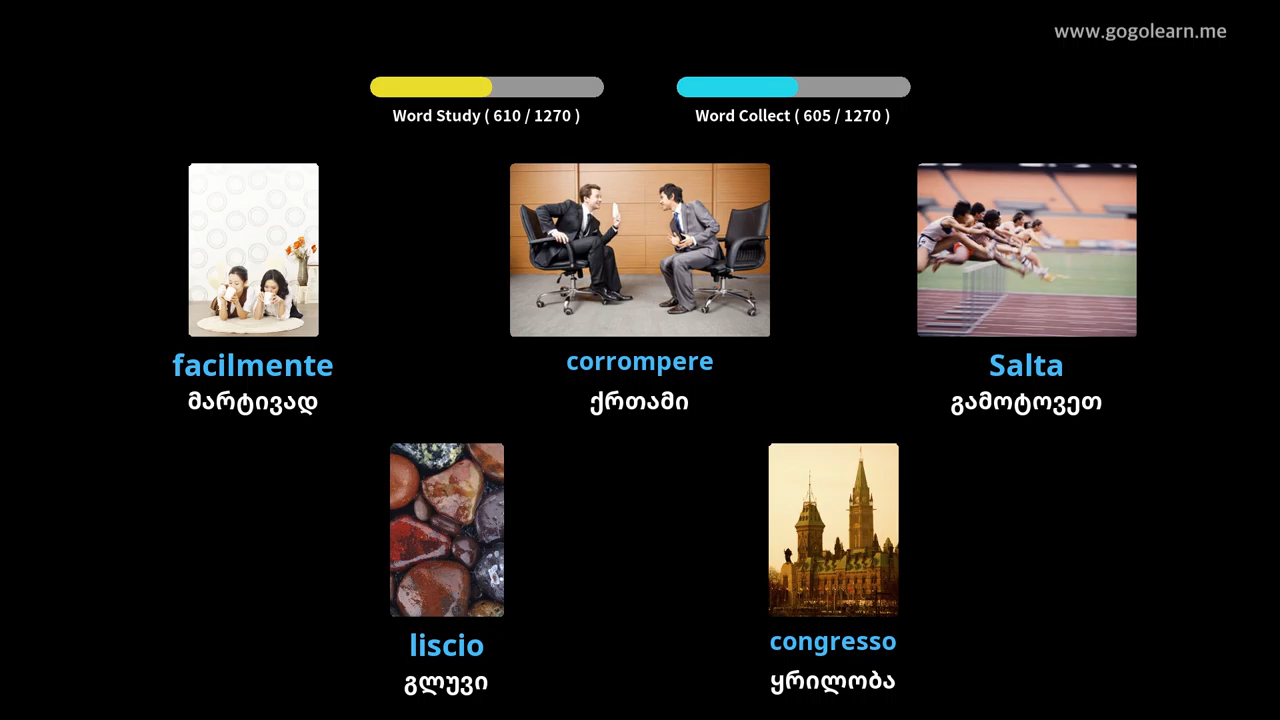 www.gogolearn.me
Word Study ( 610 / 1270 )
Word Collect ( 605 / 1270 )
facilmente
მარტივად
corrompere
ქრთამი
Salta
გამოტოვეთ
liscio
გლუვი
congresso
ყრილობა